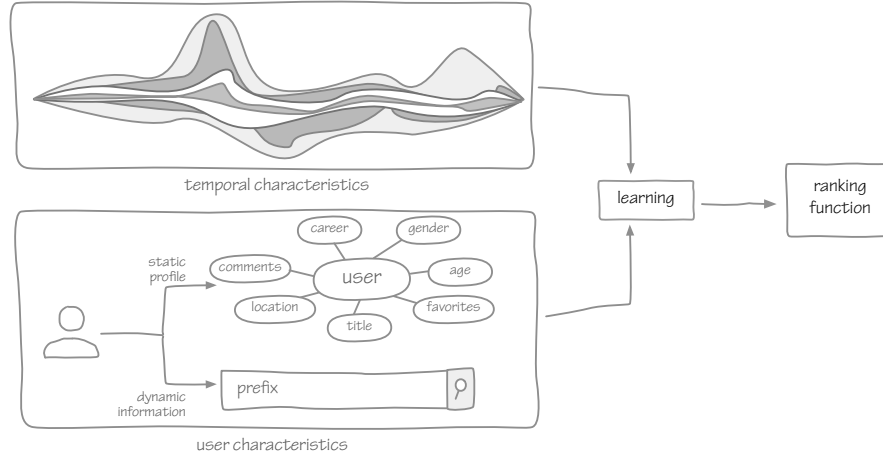 temporal characteristics
learning
ranking
function
static
profile
career
gender
comments
user
age
location
favorites
title
prefix
dynamic
information
user characteristics